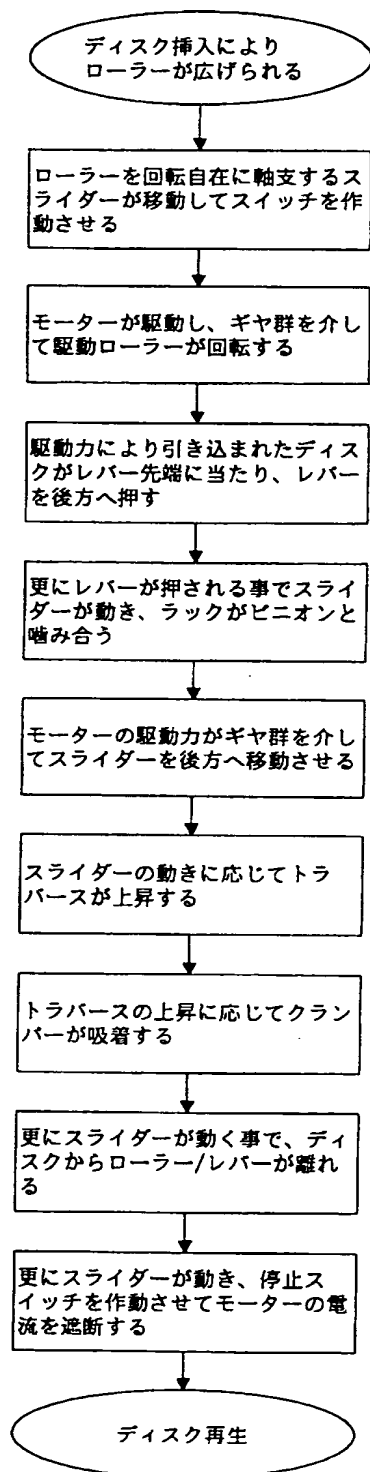 ディスク挿入により
ローラーが広げられる
ローラーを回転自在に軸支するス
ライダーが移動してスイッチを作
動させる
モーターが駆動し、ギヤ群を介し
て駆動ローラーが回転する
駆動力により引き込まれたディス
クがレバー先端に当たり、レバー
を後方へ押す
更にレバーが押される事でスライ
ダーが動き、ラックがピニオンと
噛み合う
モーターの駆動力がギヤ群を介し
てスライダーを後方へ移動させる
スライダーの動きに応じてトラ
バースが上昇する
トラバースの上昇に応じてクラン
パーが吸着する
更にスライダーが動く事で、ディ
スクからローラー/レバーが離れ
る
更にスライダーが動き、停止ス
イッチを作動させてモーターの電
流を遮断する
ディスク再生